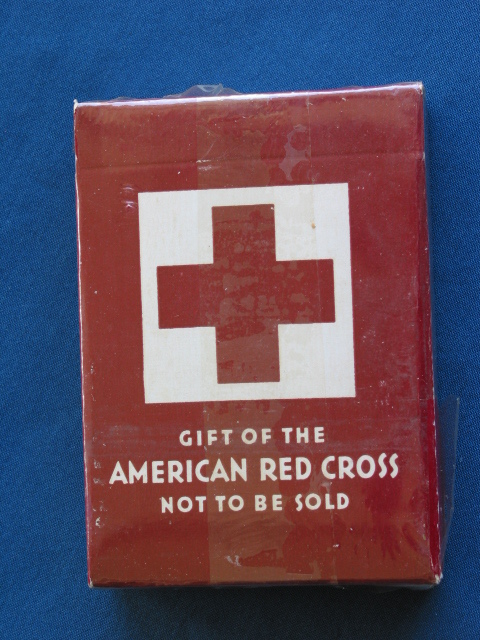 GIFT OF THE
AMERICAN RED CROSS
NOT TO BE SOLD